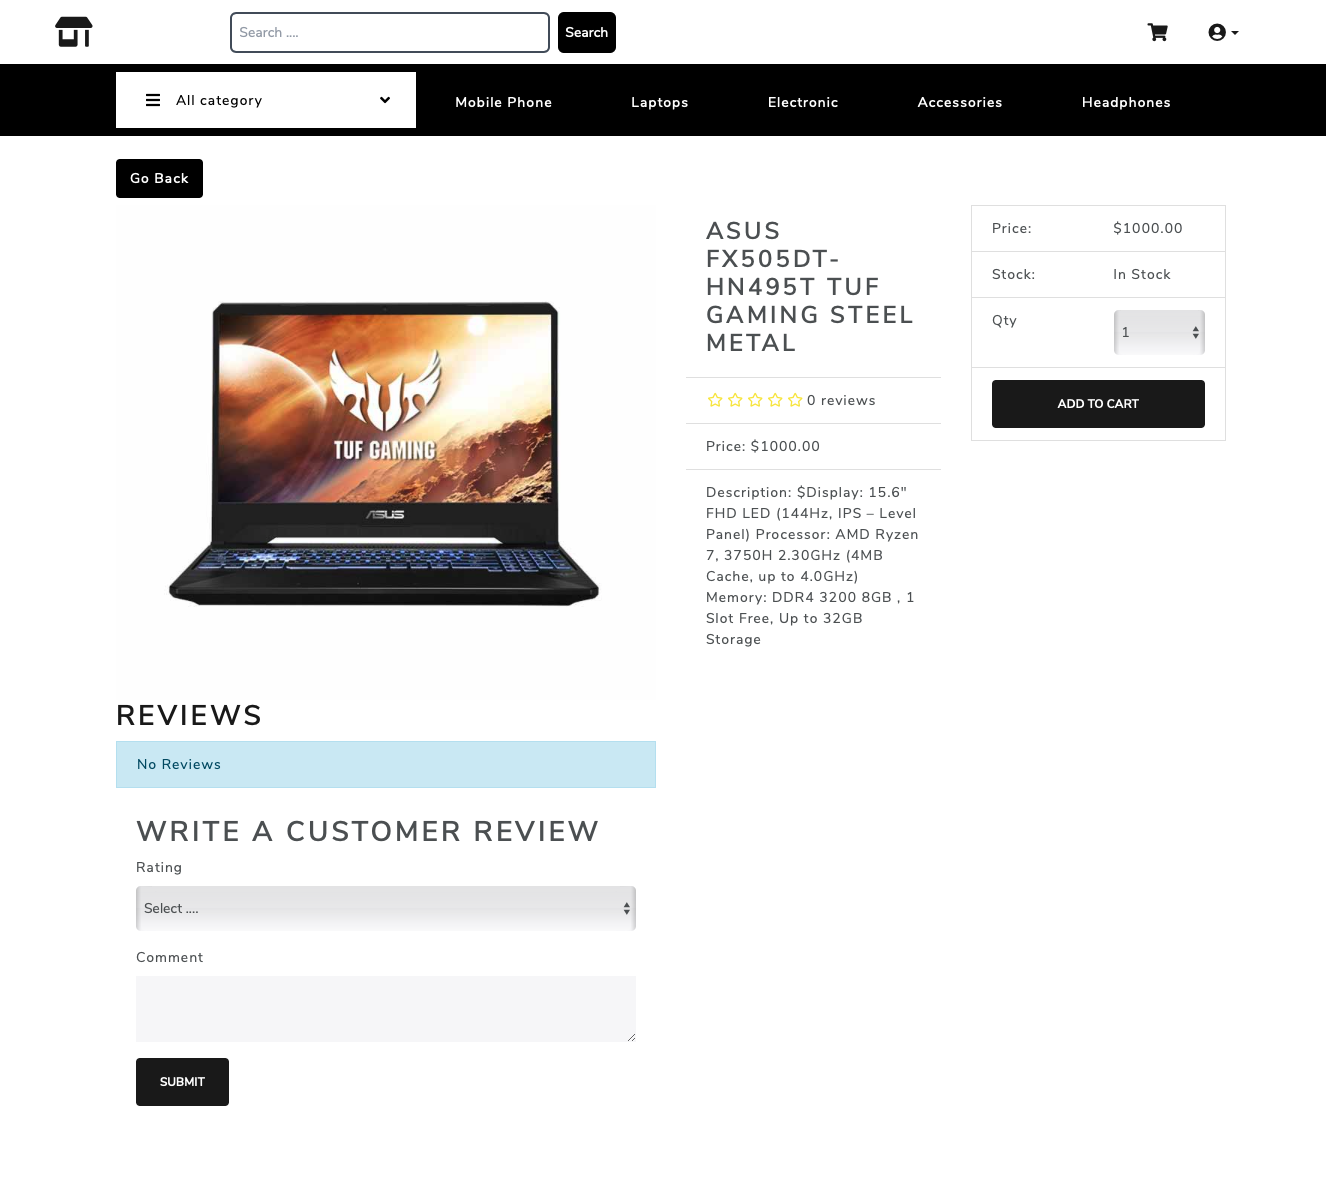 Search ....
Search
All category
Mobile Phone
Laptops
Electronic
Accessories
Headphones
Go Back
TUF GAMING
ASUS
ASUS
FX505DT-
HN495T TUF
GAMING STEEL
METAL
0 reviews
Price: $1000.00
Description: $Display: 15.6"
FHD LED (144Hz, IPS – Level
Panel) Processor: AMD Ryzen
7, 3750H 2.30GHz (4MB
Cache, up to 4.0GHz)
Memory: DDR4 3200 8GB , 1
Slot Free, Up to 32GB
Storage
Price: $1000.00
Stock: In Stock
Qty 1
ADD TO CART
REVIEWS
No Reviews
WRITE A CUSTOMER REVIEW
Rating
Select ....
Comment
SUBMIT